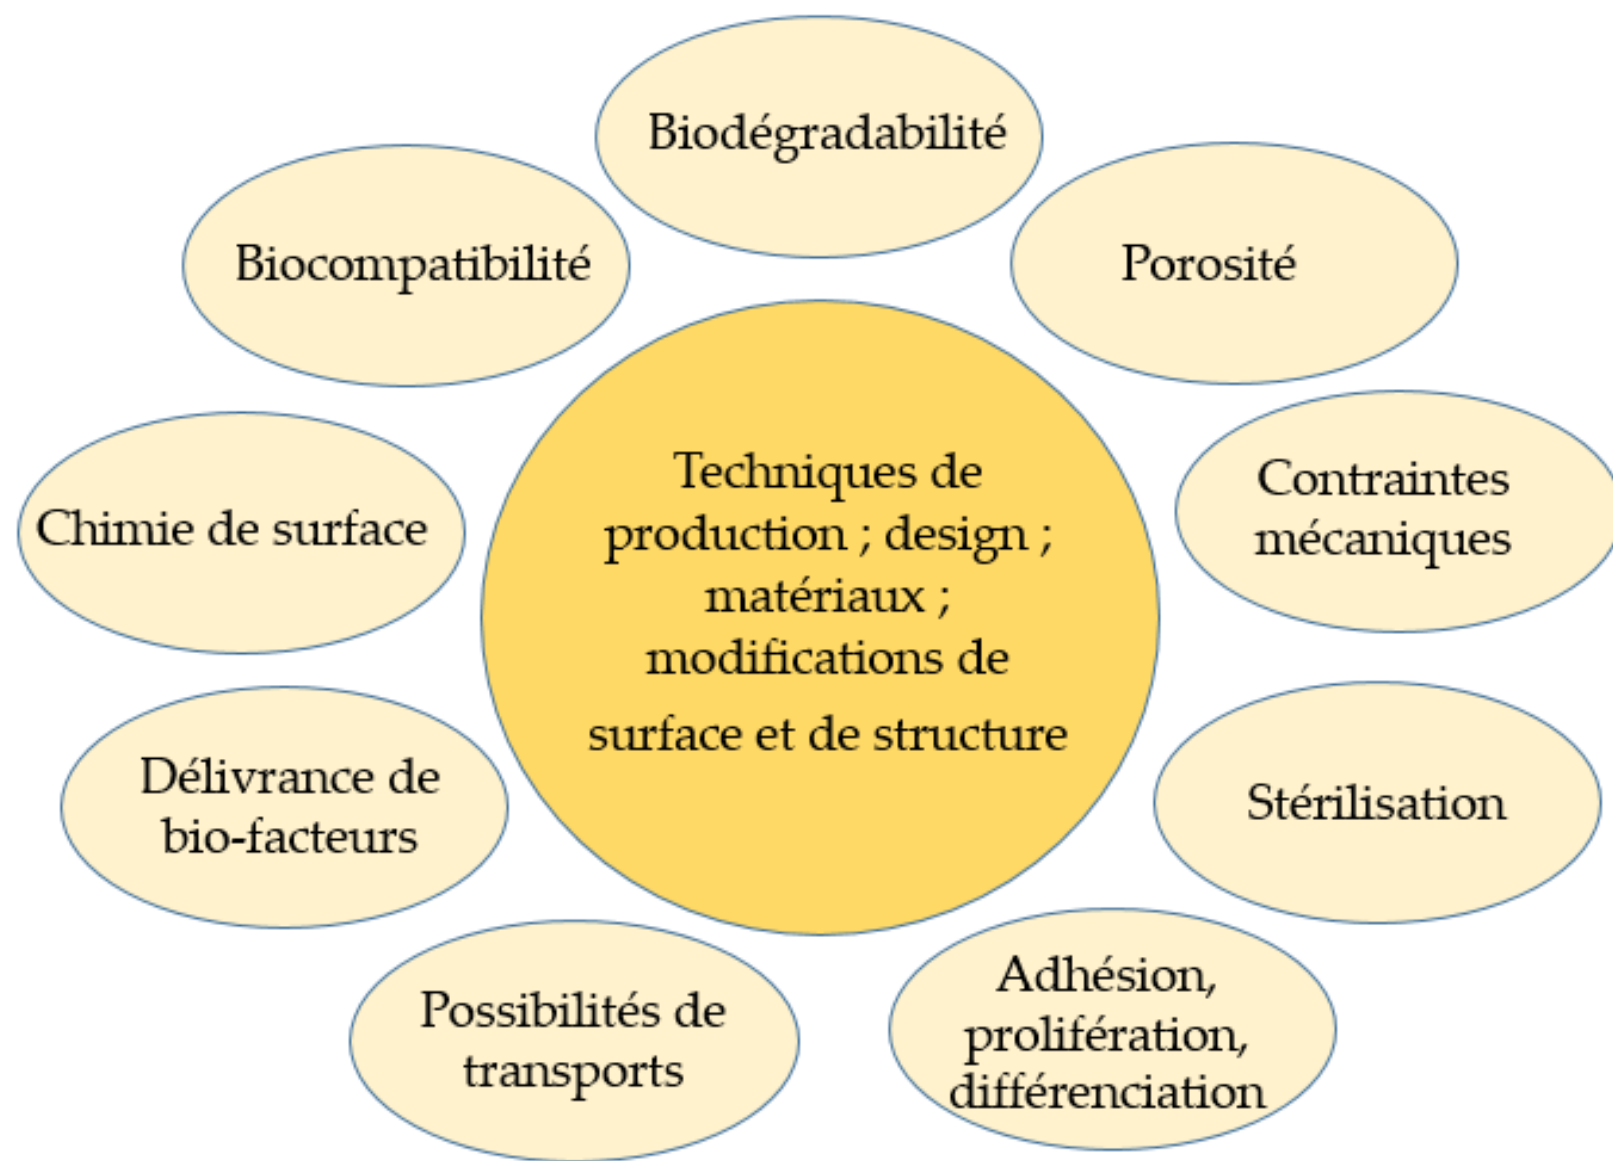 Biodégradabilité
Biocompatibilité
Porosité
Techniques de
production ; design ;
matériaux ;
modifications de
surface et de structure
Contraintes
mécaniques
Chimie de surface
Délivrance de
bio-facteurs
Stérilisation
Possibilités de
transports
Adhésion,
prolifération,
différenciation